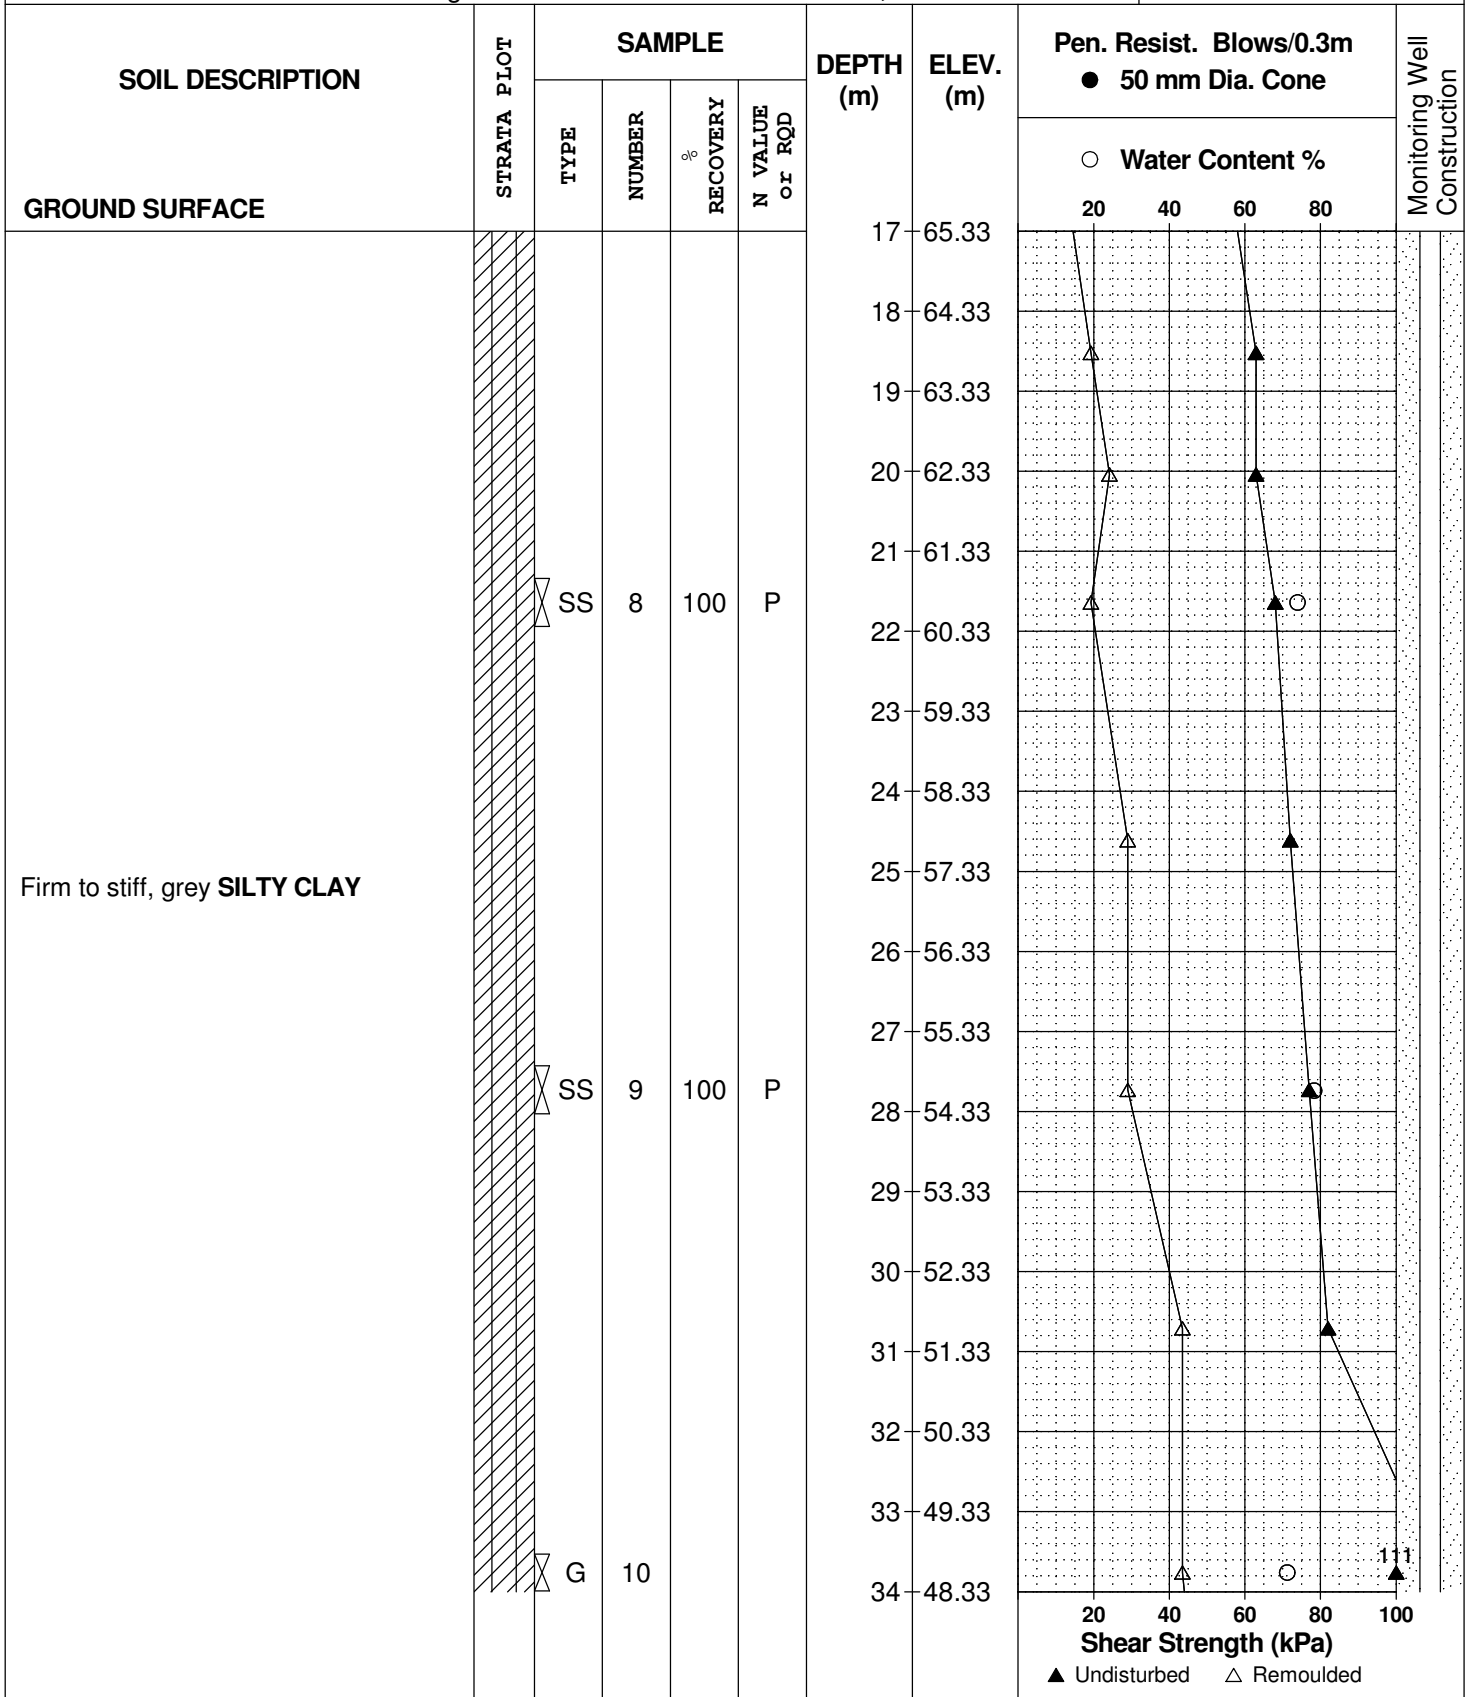 SOIL DESCRIPTION
GROUND SURFACE
STRATA PLOT
SAMPLE
TYPE
NUMBER
% RECOVERY
N VALUE or RQD
DEPTH (m)
ELEV. (m)
Pen. Resist. Blows/0.3m
● 50 mm Dia. Cone
○ Water Content %
20 40 60 80
Monitoring Well Construction
17 65.33
18 64.33
19 63.33
20 62.33
21 61.33
SS 8 100 P
22 60.33
23 59.33
24 58.33
Firm to stiff, grey SILTY CLAY
25 57.33
26 56.33
27 55.33
SS 9 100 P
28 54.33
29 53.33
30 52.33
31 51.33
32 50.33
33 49.33
111
G 10
34 48.33
20 40 60 80 100
Shear Strength (kPa)
▲ Undisturbed △ Remoulded